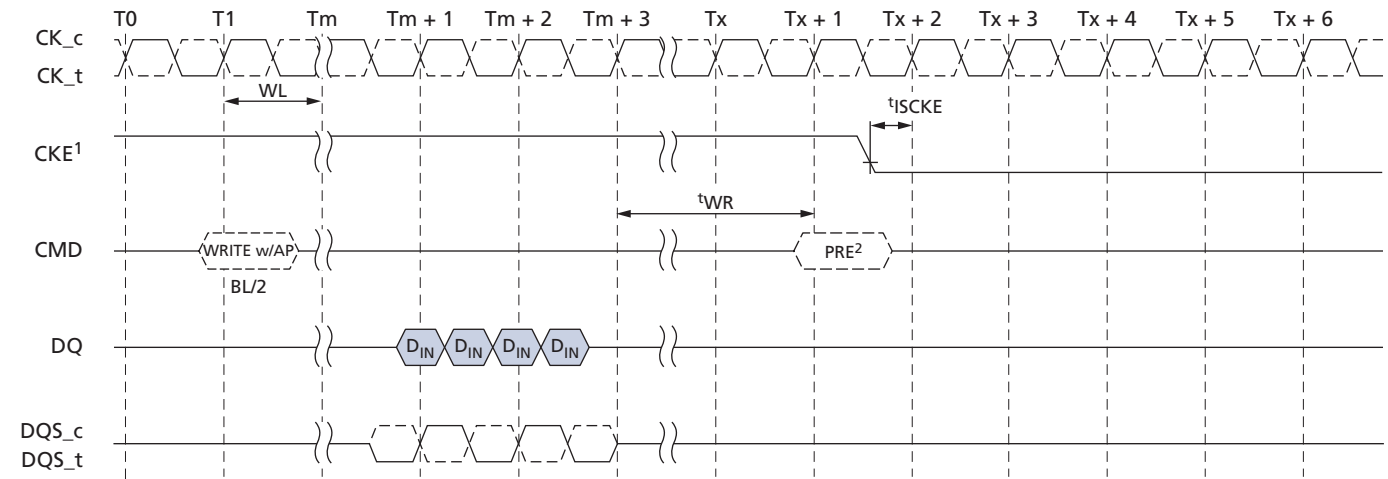 T0 T1 Tm Tm + 1 Tm + 2 Tm + 3 Tx Tx + 1 Tx + 2 Tx + 3 Tx + 4 Tx + 5 Tx + 6
CK_c
CK_t
WL
tISCKE
CKE1
tWR
CMD WRITE w/AP PRE2
BL/2
DQ DIN DIN DIN DIN
DQS_c
DQS_t